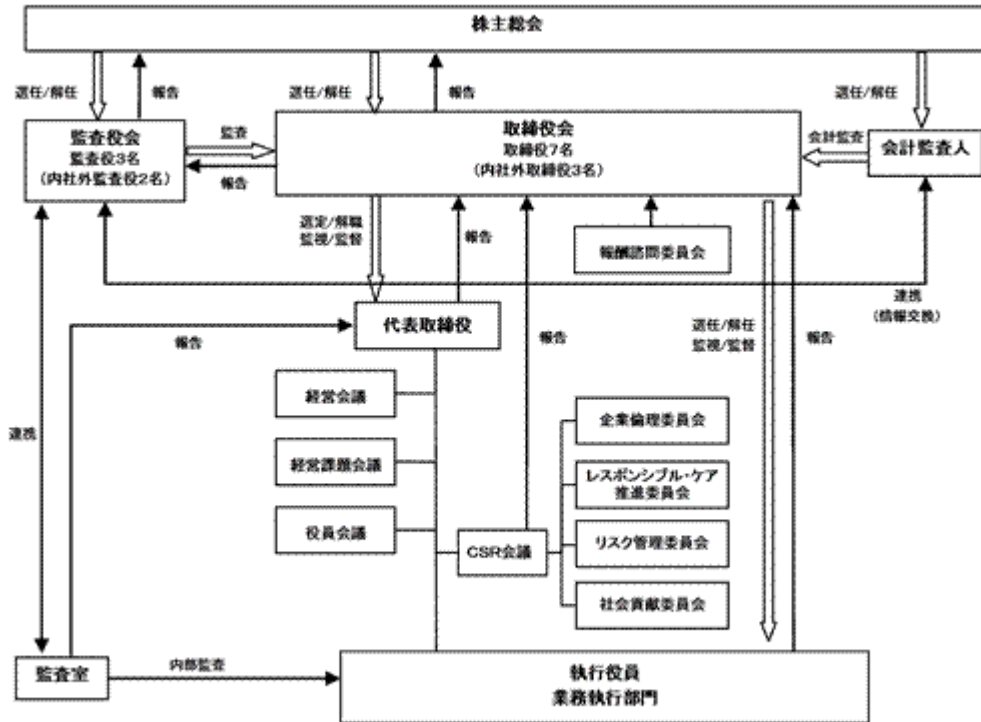 株主総会
選任/解任
報告
選任/解任
報告
選任/解任
監査役会
監査役3名
(内社外監査役2名)
監査
報告
取締役会
取締役7名
(内社外取締役3名)
会計監査
会計監査人
選定/解職
監視/監督
報告
報酬諮問委員会
連携
(情報交換)
代表取締役
報告
報告
選任/解任
監視/監督
報告
経営会議
企業倫理委員会
連携
経営課題会議
レスポンシブル・ケア
推進委員会
役員会議
CSR会議
リスク管理委員会
社会貢献委員会
監査室
内部監査
執行役員
業務執行部門